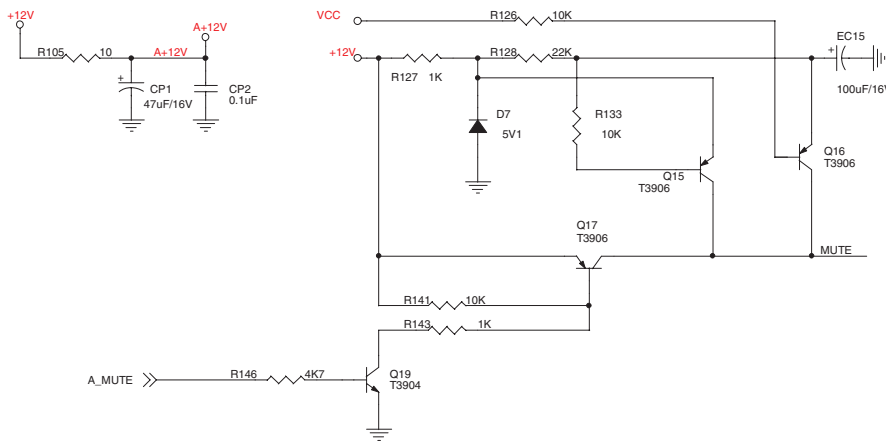 +12V
A+12V
R105 10 A+12V
+ CP1
47uF/16V
CP2
0.1uF
VCC
R126 10K
+12V
R127 1K
R128 22K
+ EC15
100uF/16V
D7
5V1
R133
10K
Q15
T3906
Q16
T3906
Q17
T3906
MUTE
R141 10K
R143 1K
A_MUTE
R146 4K7
Q19
T3904